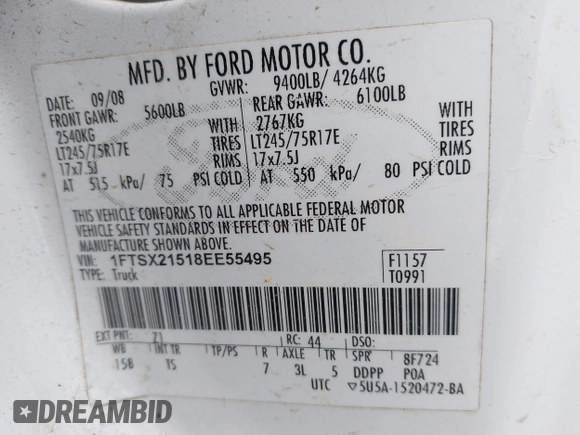 MFD. BY FORD MOTOR CO.
DATE: 09/08 GVWR: 9400LB/ 4264KG
FRONT GAWR: 5600LB REAR GAWR: 6100LB
2540KG WITH 2767KG WITH
LT245/75R17E TIRES LT245/75R17E TIRES
17x7.5J RIMS 17x7.5J RIMS
AT 515 kPa/ 75 PSI COLD AT 550 kPa/ 80 PSI COLD
THIS VEHICLE CONFORMS TO ALL APPLICABLE FEDERAL MOTOR
VEHICLE SAFETY STANDARDS IN EFFECT ON THE DATE OF
MANUFACTURE SHOWN ABOVE.
VIN: 1FTSX21518EE55495 F1157
TYPE: Truck T0991
EXT PNT: Z1 RC: 44 DSO:
WB INT TR TP/PS R AXLE TR SPR 8F724
158 TS 7 3L 5 DDPP POA
UTC 5U5A-1520472-BA
DREAMBID